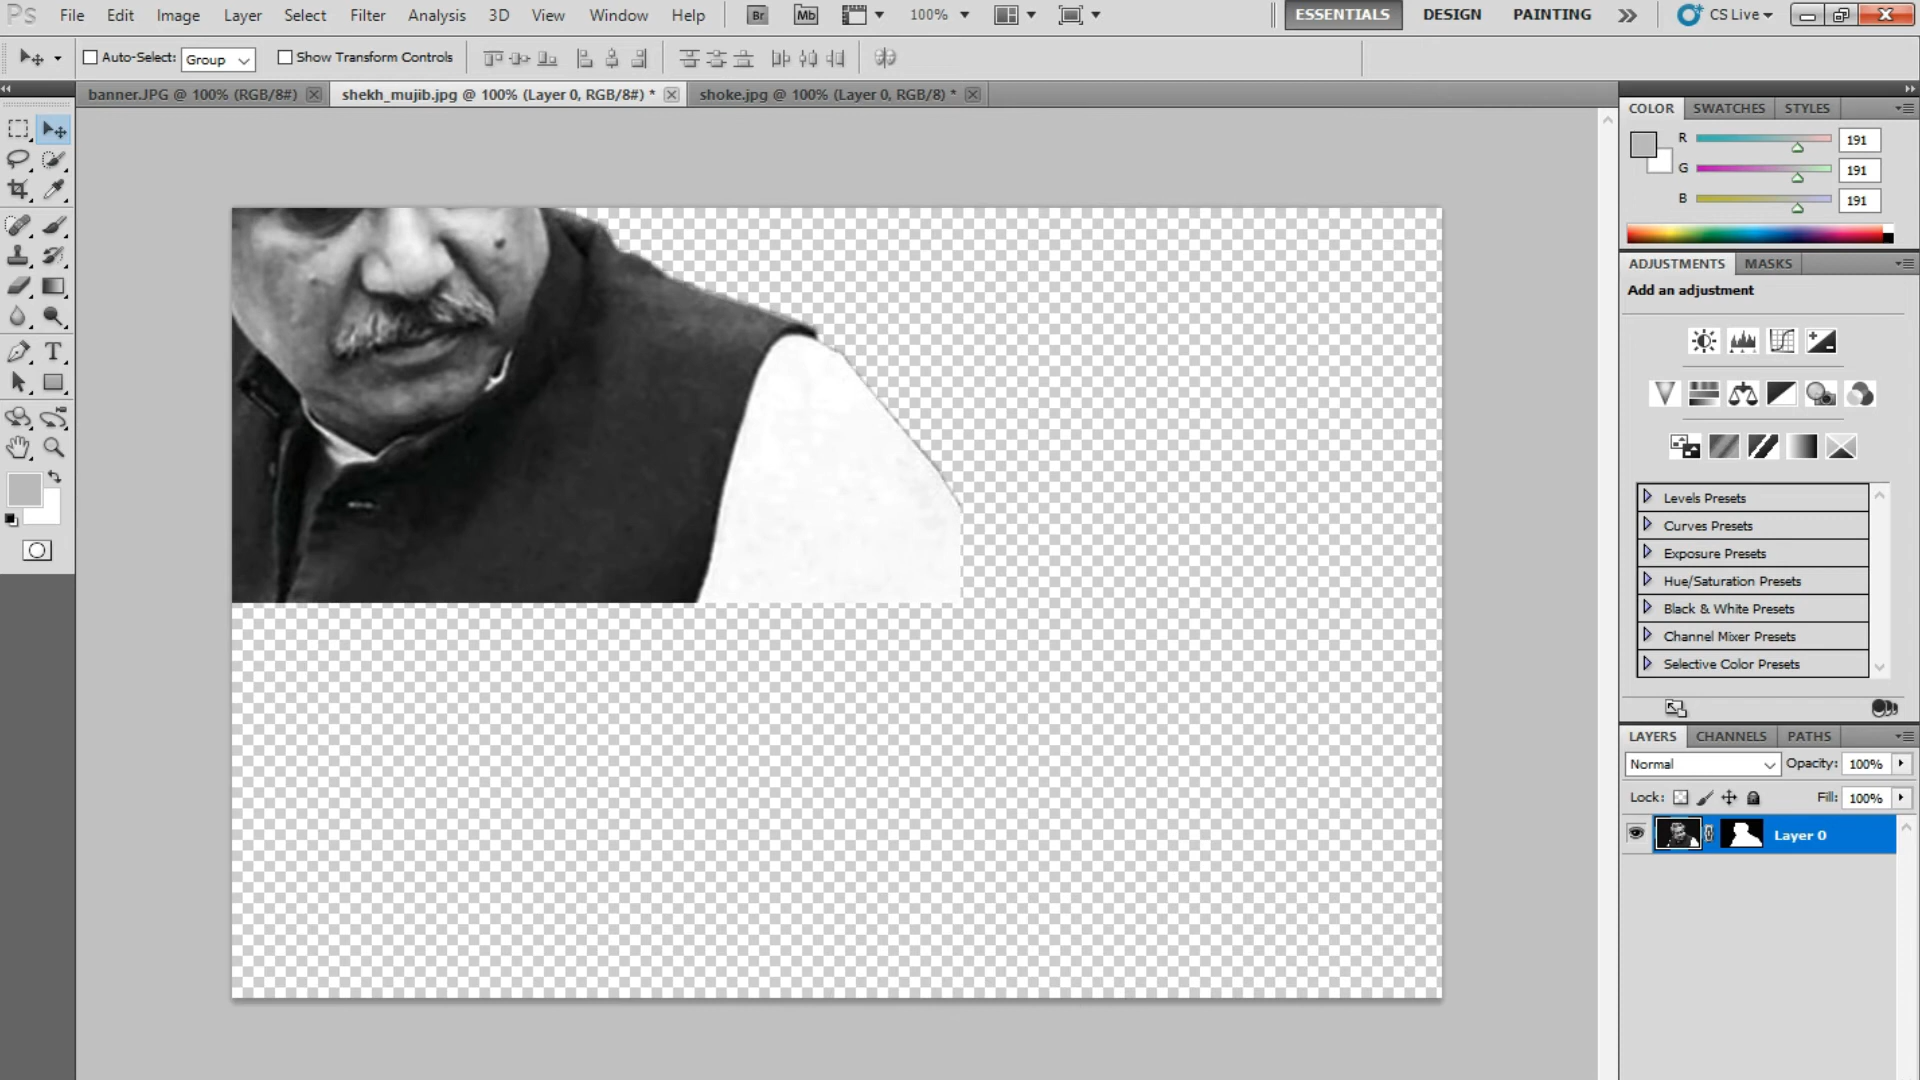 Ps File Edit Image Layer Select Filter Analysis 3D View Window Help Br Mb 100% ESSENTIALS DESIGN PAINTING CS Live
Auto-Select: Group Show Transform Controls
banner.JPG @ 100% (RGB/8#) shekh_mujib.jpg @ 100% (Layer 0, RGB/8#) * shoke.jpg @ 100% (Layer 0, RGB/8) *
COLOR SWATCHES STYLES
R 191
G 191
B 191
ADJUSTMENTS MASKS
Add an adjustment
Levels Presets
Curves Presets
Exposure Presets
Hue/Saturation Presets
Black & White Presets
Channel Mixer Presets
Selective Color Presets
LAYERS CHANNELS PATHS
Normal Opacity: 100%
Lock: Fill: 100%
Layer 0